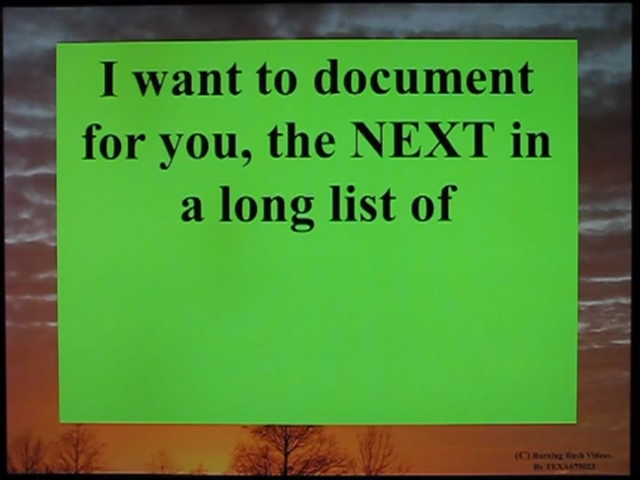 I want to document
for you, the NEXT in
a long list of
(C) Burning Bush Videos,